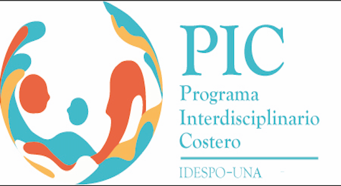 PIC
Programa
Interdisciplinario
Costero
IDESPO-UNA